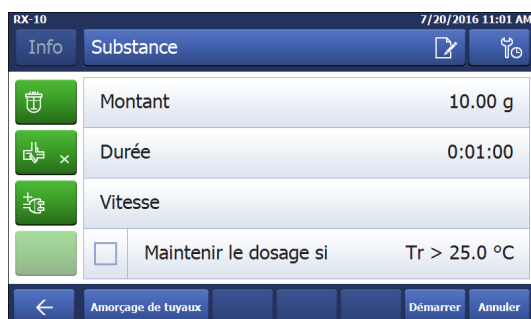 RX-10 7/20/2016 11:01 AM
Info Substance
Montant 10.00 g
Durée 0:01:00
Vitesse
Maintenir le dosage si Tr > 25.0 °C
Amorçage de tuyaux Démarrer Annuler